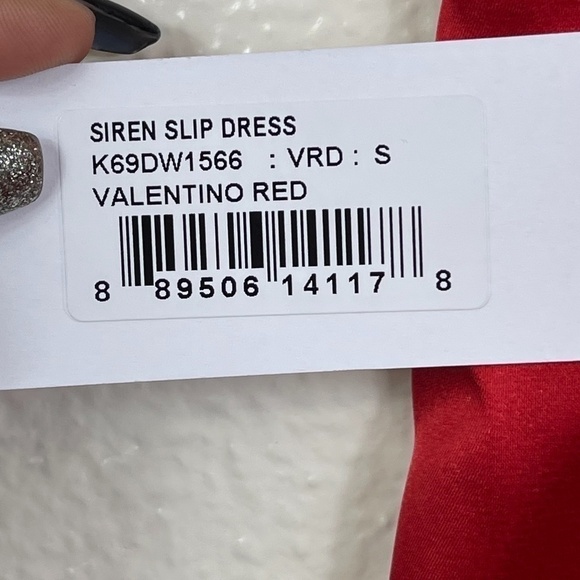 SIREN SLIP DRESS
K69DW1566 : VRD : S
VALENTINO RED
8 89506 14117 8